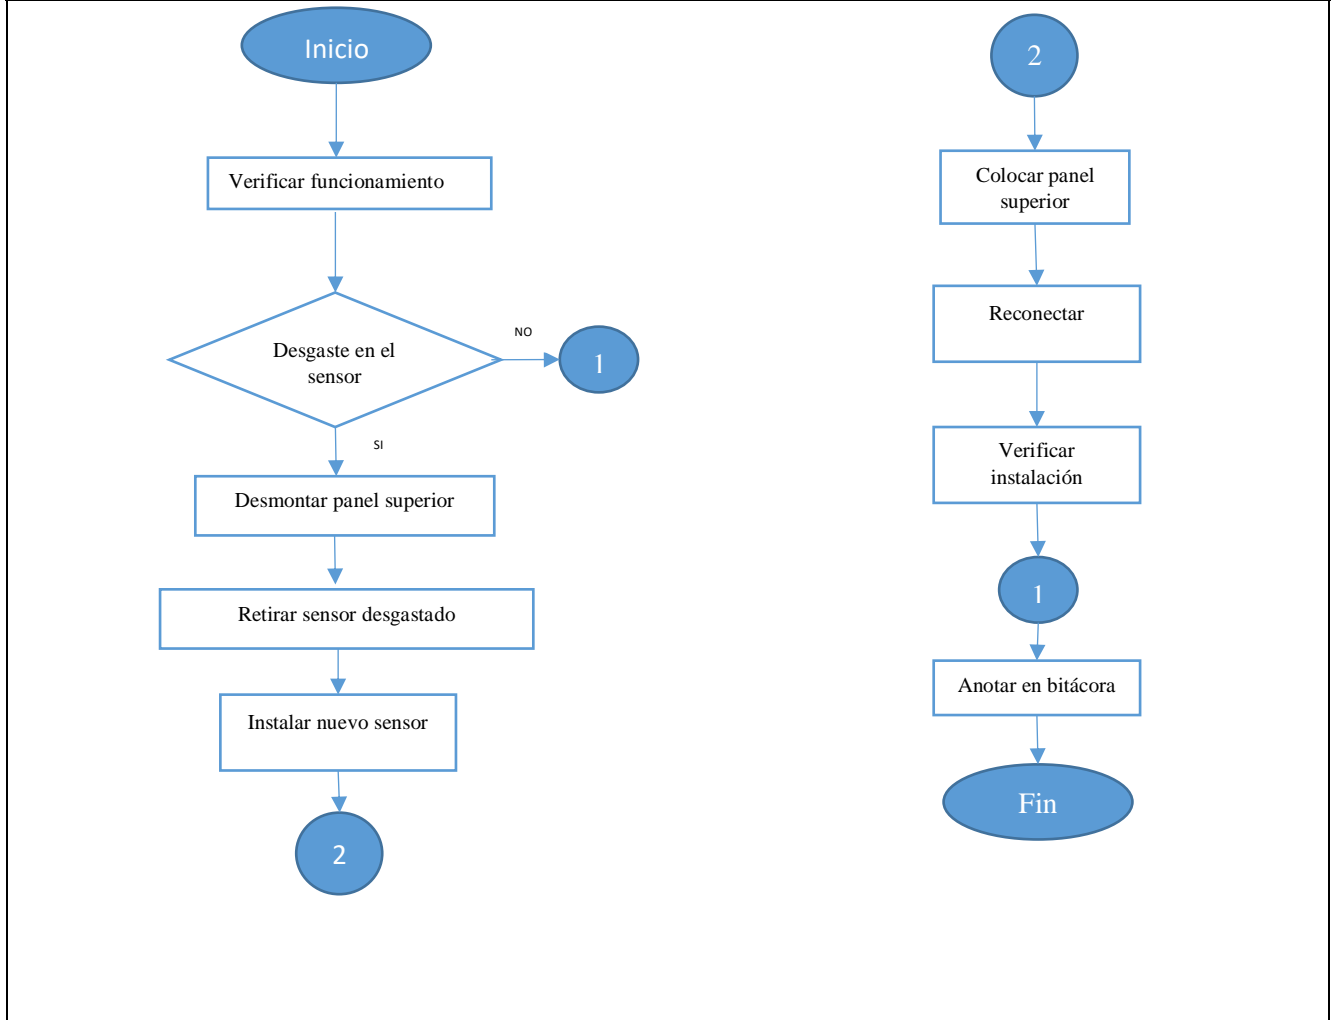 Inicio
Verificar funcionamiento
Desgaste en el
sensor
NO
1
SI
Desmontar panel superior
Retirar sensor desgastado
Instalar nuevo sensor
2
2
Colocar panel
superior
Reconectar
Verificar
instalación
1
Anotar en bitácora
Fin